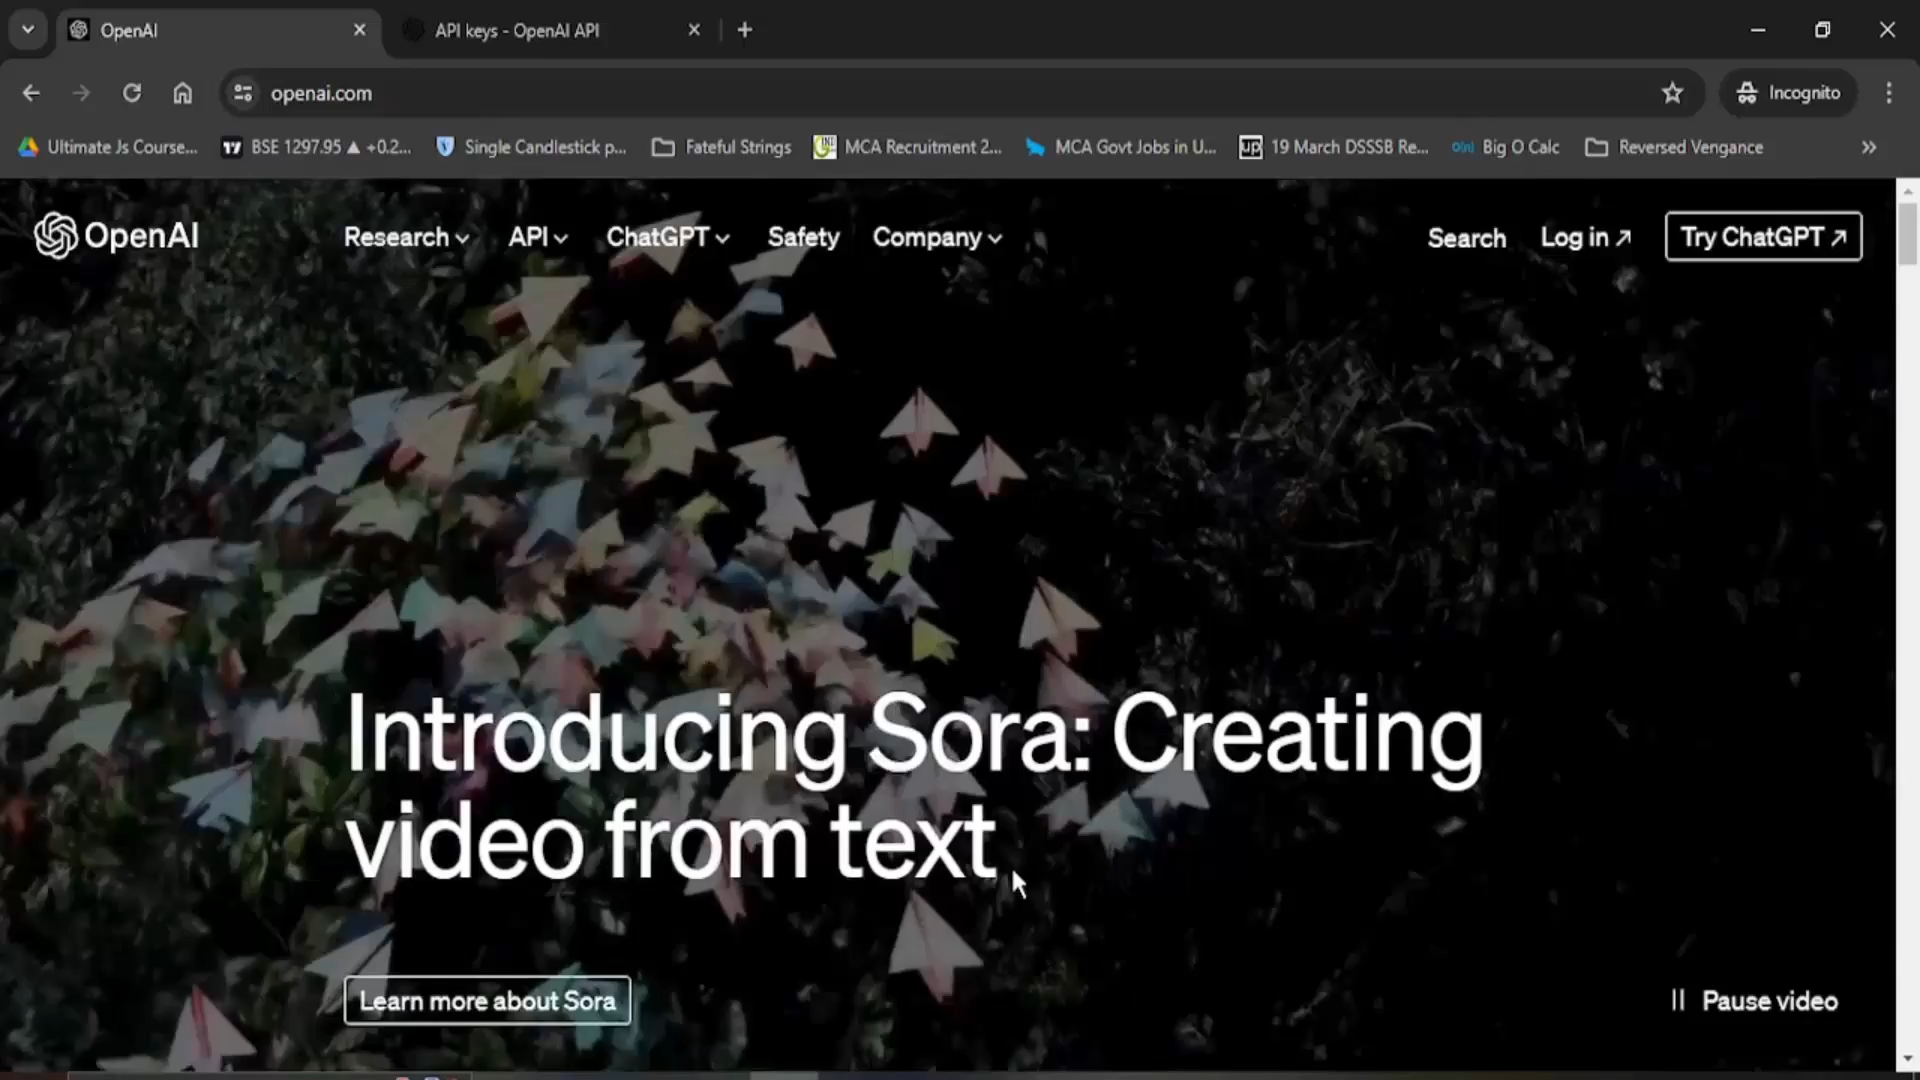 OpenAI
API keys - OpenAI API
openai.com
Incognito
Ultimate Js Course...
BSE 1297.95 ▲ +0.2...
Single Candlestick p...
Fateful Strings
MCA Recruitment 2...
MCA Govt Jobs in U...
up 19 March DSSSB Re...
O(n) Big O Calc
Reversed Vengance
OpenAI
Research
API
ChatGPT
Safety
Company
Search
Log in ↗
Try ChatGPT ↗
Introducing Sora: Creating
video from text
Learn more about Sora
Pause video